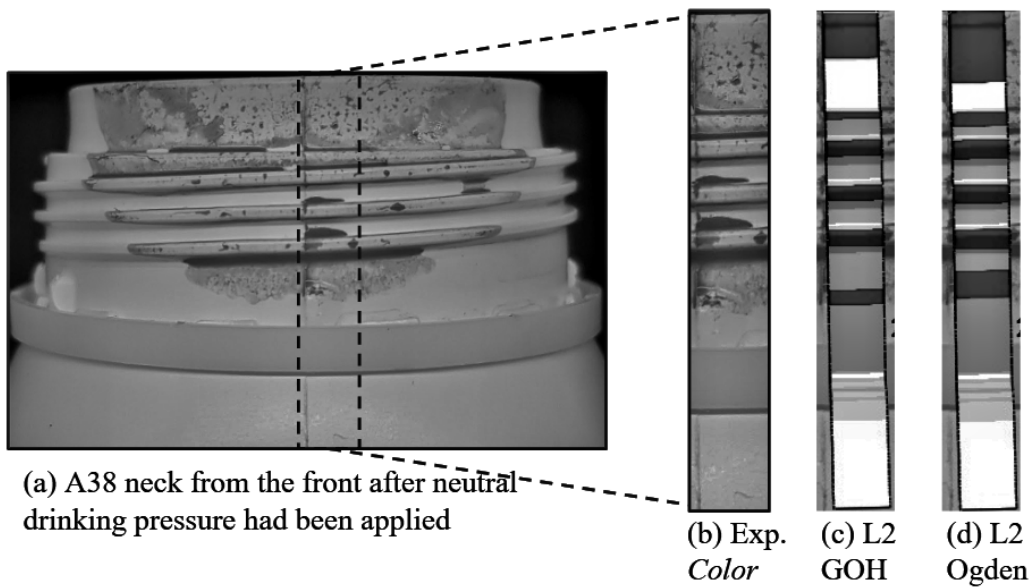 (a) A38 neck from the front after neutral
drinking pressure had been applied
(b) Exp.
Color
(c) L2
GOH
(d) L2
Ogden